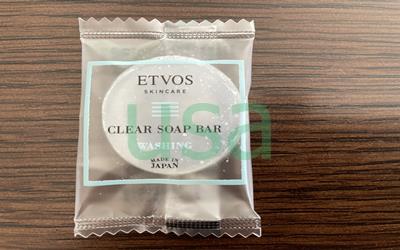 ETVOS
SKINCARE
CLEAR SOAP BAR
WASHING
MADE IN
JAPAN
usa